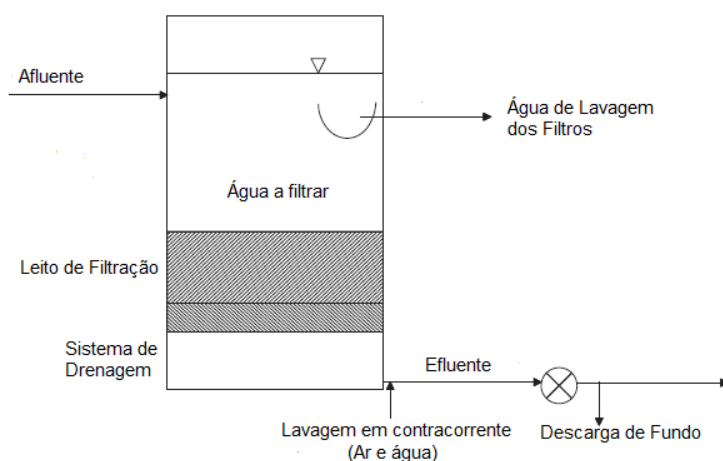 Afluente
Água de Lavagem
dos Filtros
Água a filtrar
Leito de Filtração
Sistema de
Drenagem
Efluente
Lavagem em contracorrente
(Ar e água)
Descarga de Fundo